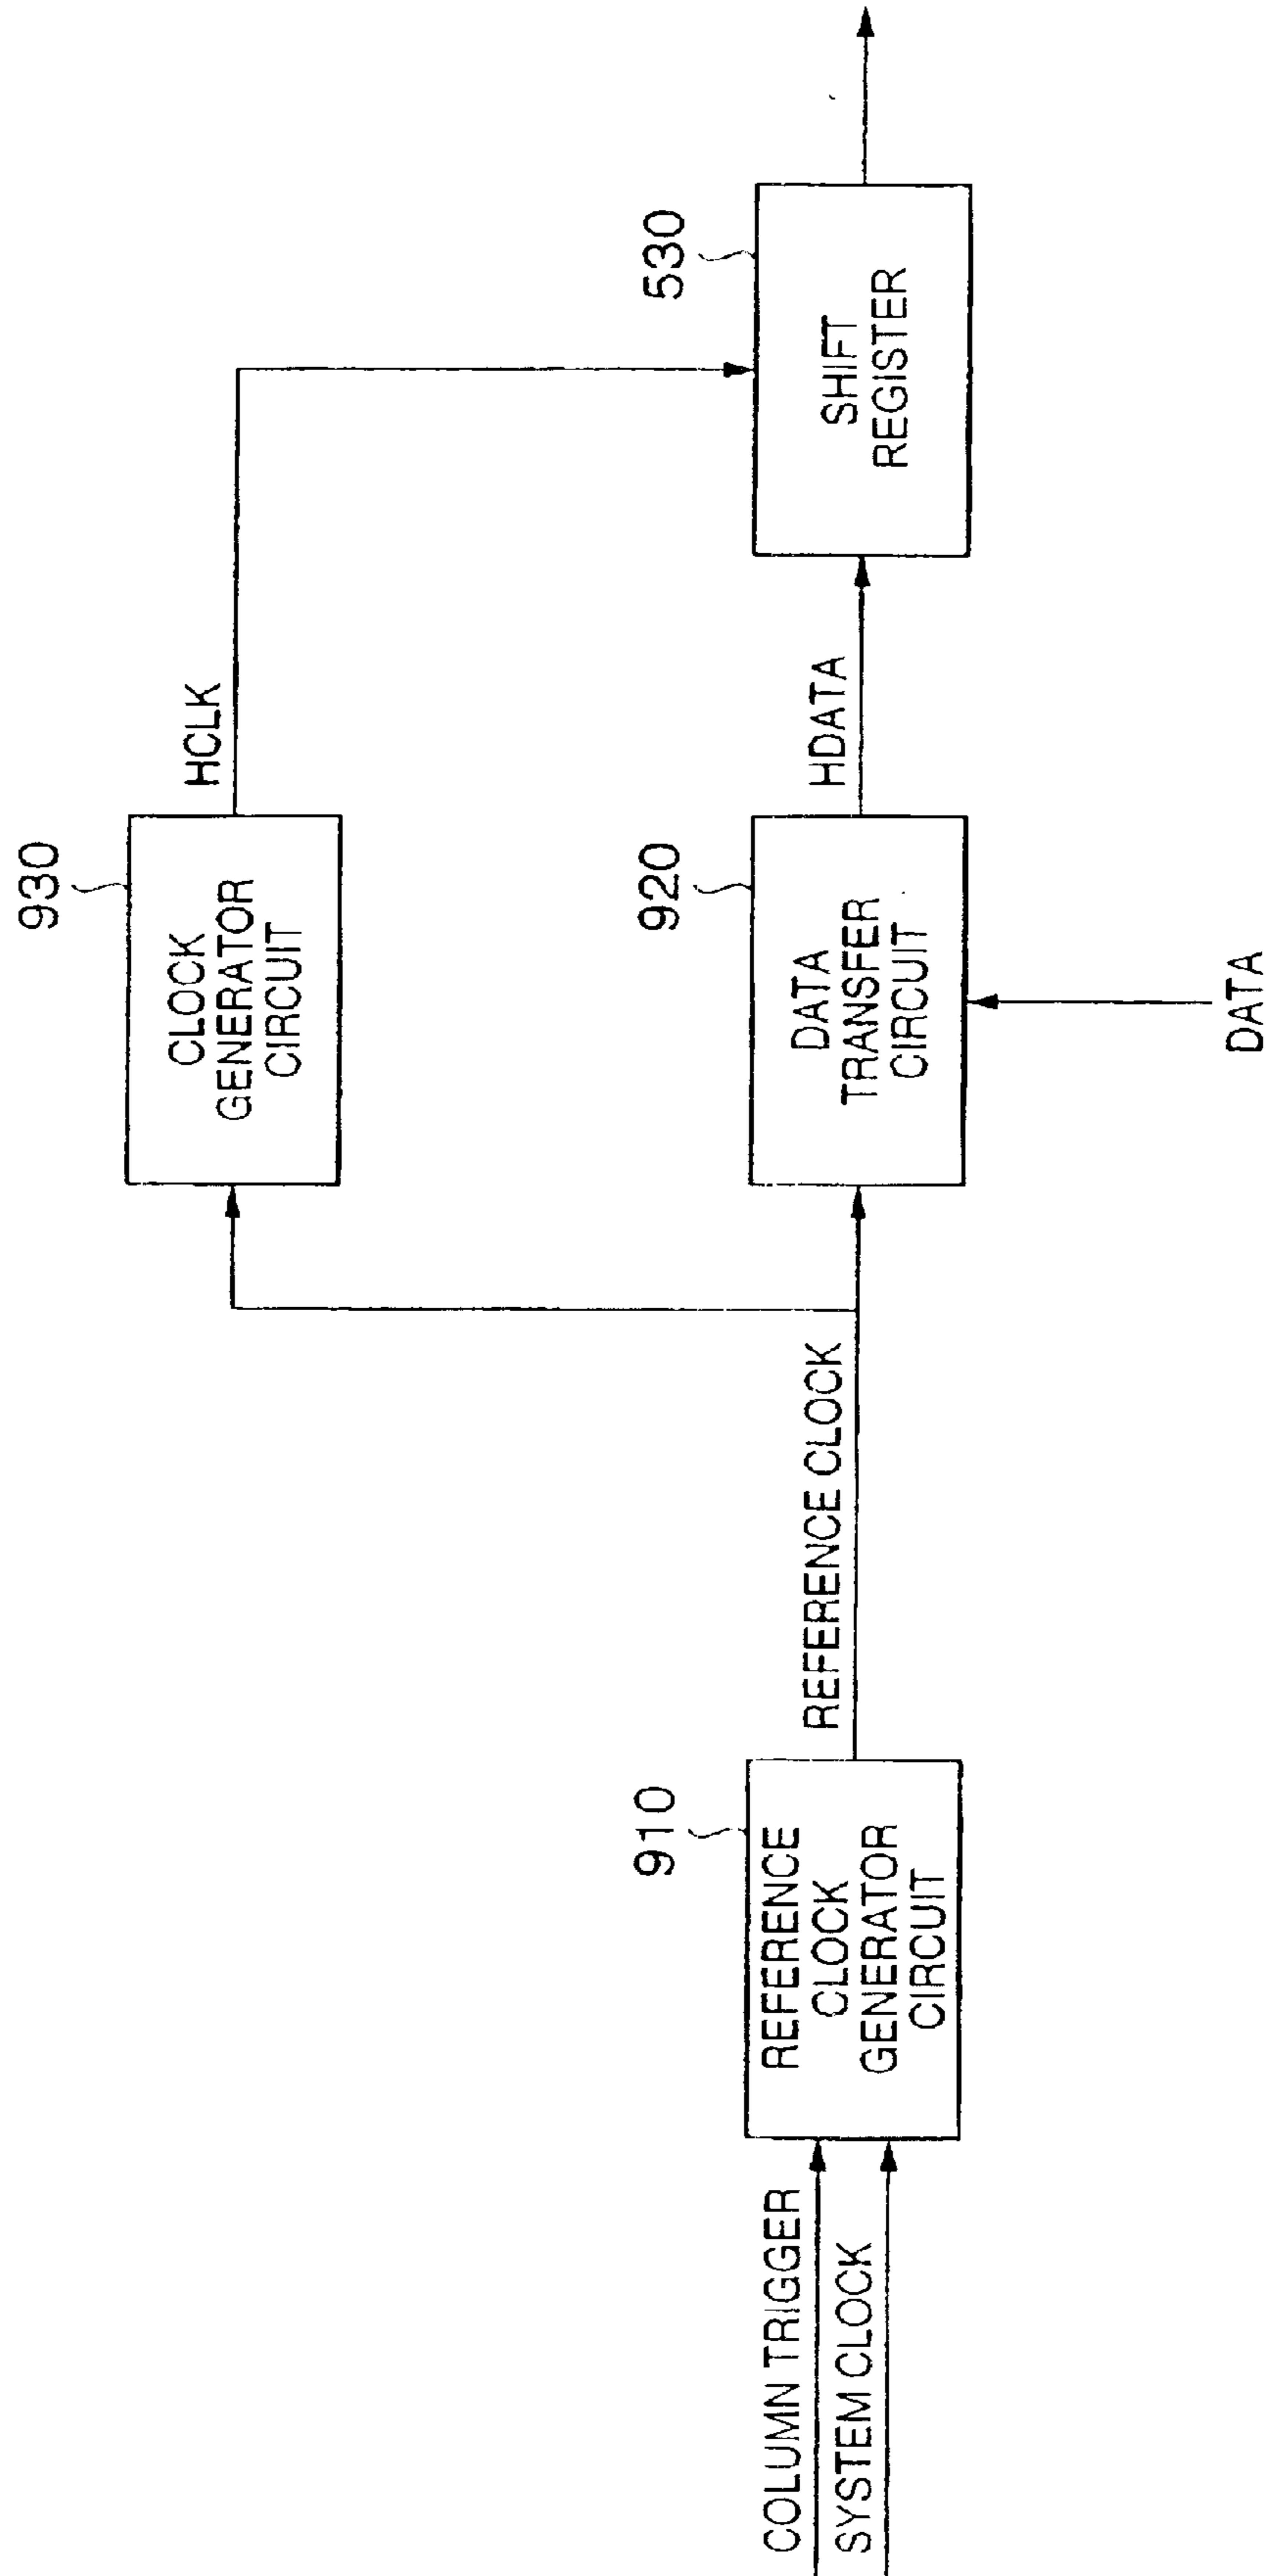 COLUMN TRIGGER
SYSTEM CLOCK
910
REFERENCE
CLOCK
GENERATOR
CIRCUIT
REFERENCE CLOCK
930
CLOCK
GENERATOR
CIRCUIT
HCLK
920
DATA
TRANSFER
CIRCUIT
DATA
HDATA
530
SHIFT
REGISTER